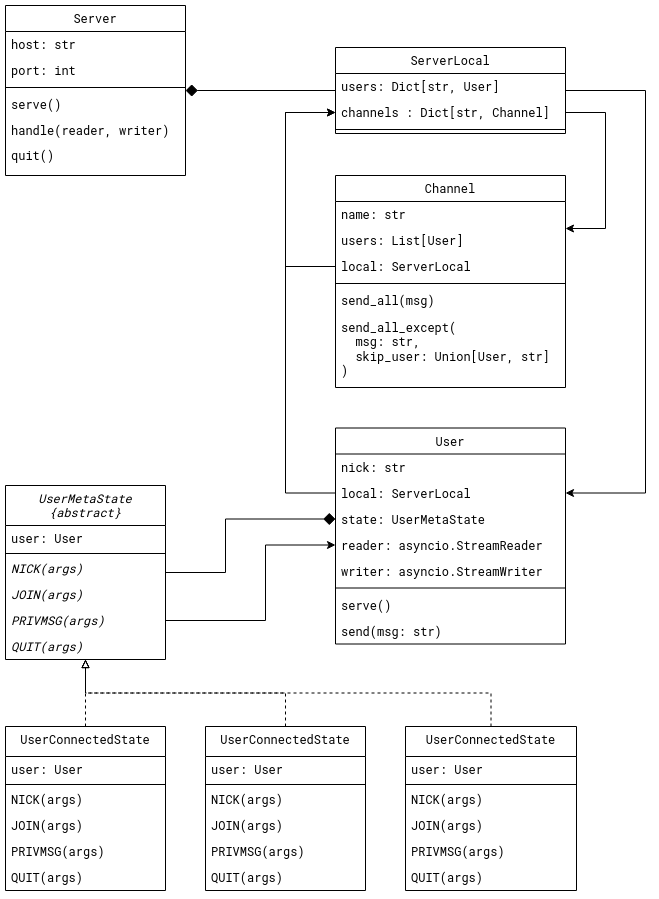 Server
host: str
port: int
serve()
handle(reader, writer)
quit()
ServerLocal
users: Dict[str, User]
channels : Dict[str, Channel]
Channel
name: str
users: List[User]
local: ServerLocal
send_all(msg)
send_all_except(
msg: str,
skip_user: Union[User, str]
)
User
nick: str
local: ServerLocal
state: UserMetaState
reader: asyncio.StreamReader
writer: asyncio.StreamWriter
serve()
send(msg: str)
UserMetaState
{abstract}
user: User
NICK(args)
JOIN(args)
PRIVMSG(args)
QUIT(args)
UserConnectedState
user: User
NICK(args)
JOIN(args)
PRIVMSG(args)
QUIT(args)
UserConnectedState
user: User
NICK(args)
JOIN(args)
PRIVMSG(args)
QUIT(args)
UserConnectedState
user: User
NICK(args)
JOIN(args)
PRIVMSG(args)
QUIT(args)